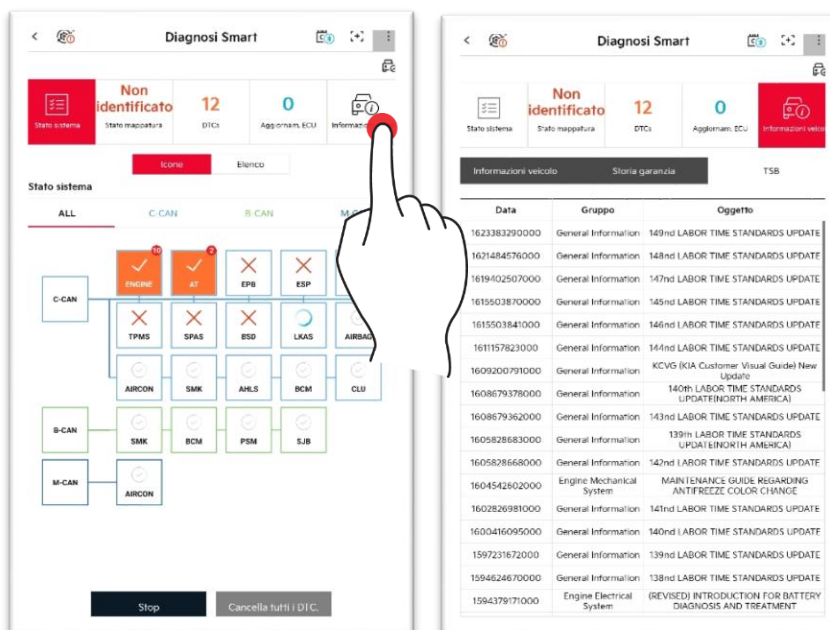 Diagnosi Smart
Non identificato
Stato sistema
Stato mappatura
12
DTCs
0
Aggiornam. ECU
Icone
Elenco
Stato sistema
ALL
C-CAN
B-CAN
C-CAN
10
ENGINE
2
AT
EPB
ESP
TPMS
SPAS
BSD
LKAS
AIRBAG
AIRCON
SMK
AHLS
BCM
CLU
B-CAN
SMK
BCM
PSM
SJB
M-CAN
AIRCON
Stop
Cancella tutti i DTC.
Diagnosi Smart
Non identificato
Stato sistema
Stato mappatura
12
DTCs
0
Aggiornam. ECU
Informazioni veico
Informazioni veicolo
Storia garanzia
TSB
Data Gruppo Oggetto
1623383290000 General Information 149nd LABOR TIME STANDARDS UPDATE
1621484576000 General Information 148nd LABOR TIME STANDARDS UPDATE
1619402507000 General Information 147nd LABOR TIME STANDARDS UPDATE
1615503870000 General Information 145nd LABOR TIME STANDARDS UPDATE
1615503841000 General Information 146nd LABOR TIME STANDARDS UPDATE
1611157823000 General Information 144nd LABOR TIME STANDARDS UPDATE
1609200791000 General Information KCVG (KIA Customer Visual Guide) New
Update
1608679378000 General Information 140th LABOR TIME STANDARDS
UPDATE(NORTH AMERICA)
1608679362000 General Information 143nd LABOR TIME STANDARDS UPDATE
1605828683000 General Information 139th LABOR TIME STANDARDS
UPDATE(NORTH AMERICA)
1605828668000 General Information 142nd LABOR TIME STANDARDS UPDATE
1604542602000 Engine Mechanical System MAINTENANCE GUIDE REGARDING
ANTIFREEZE COLOR CHANGE
1602826981000 General Information 141nd LABOR TIME STANDARDS UPDATE
1600416095000 General Information 140nd LABOR TIME STANDARDS UPDATE
1597231672000 General Information 139nd LABOR TIME STANDARDS UPDATE
1594624670000 General Information 138nd LABOR TIME STANDARDS UPDATE
1594379171000 Engine Electrical System (REVISED) INTRODUCTION FOR BATTERY
DIAGNOSIS AND TREATMENT